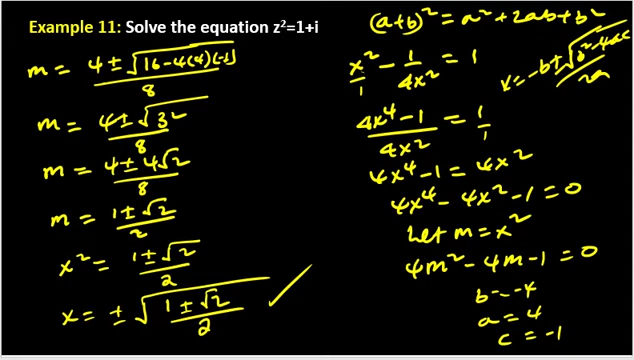 Example 11: Solve the equation z²=1+i
m = (4 ± √(16 - 4(4)(-1)))/8
m = (4 ± √32)/8
m = (4 ± 4√2)/8
m = (1 ± √2)/2
x² = (1 ± √2)/2
x = ± √((1 ± √2)/2) ✓
(a+b)² = a² + 2ab + b²
x²/1 - 1/4x² = 1
x = (-b ± √(b²-4ac))/2a
(4x⁴ - 1)/4x² = 1/1
4x⁴ - 1 = 4x²
4x⁴ - 4x² - 1 = 0
Let m = x²
4m² - 4m - 1 = 0
b = -4
a = 4
c = -1